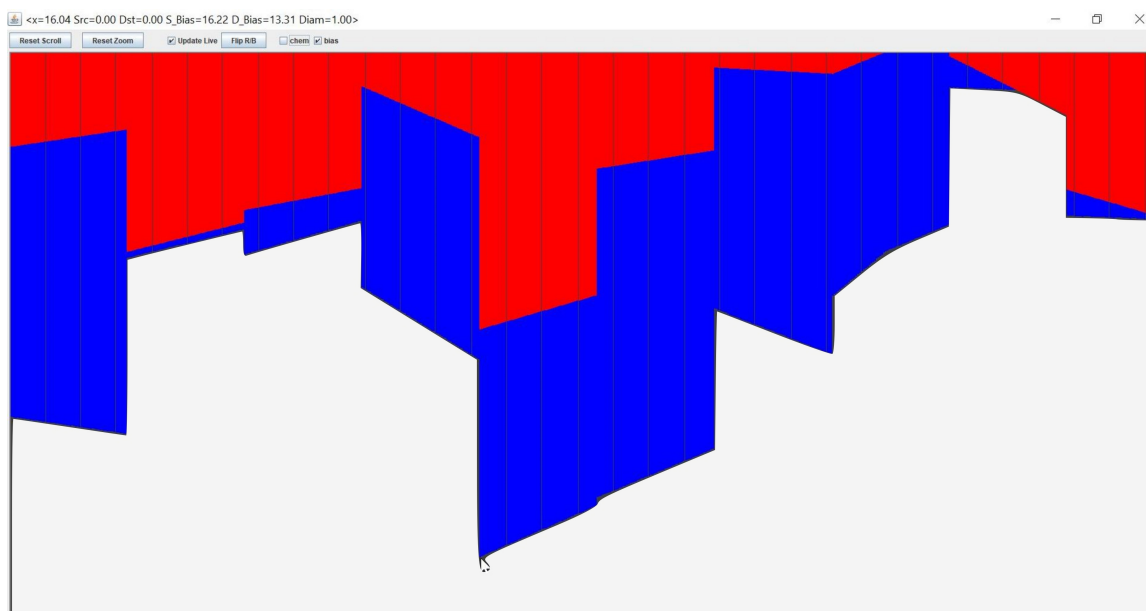 <x=16.04 Src=0.00 Dst=0.00 S_Bias=16.22 D_Bias=13.31 Diam=1.00>
Reset Scroll Reset Zoom Update Live Flip R/B chem bias